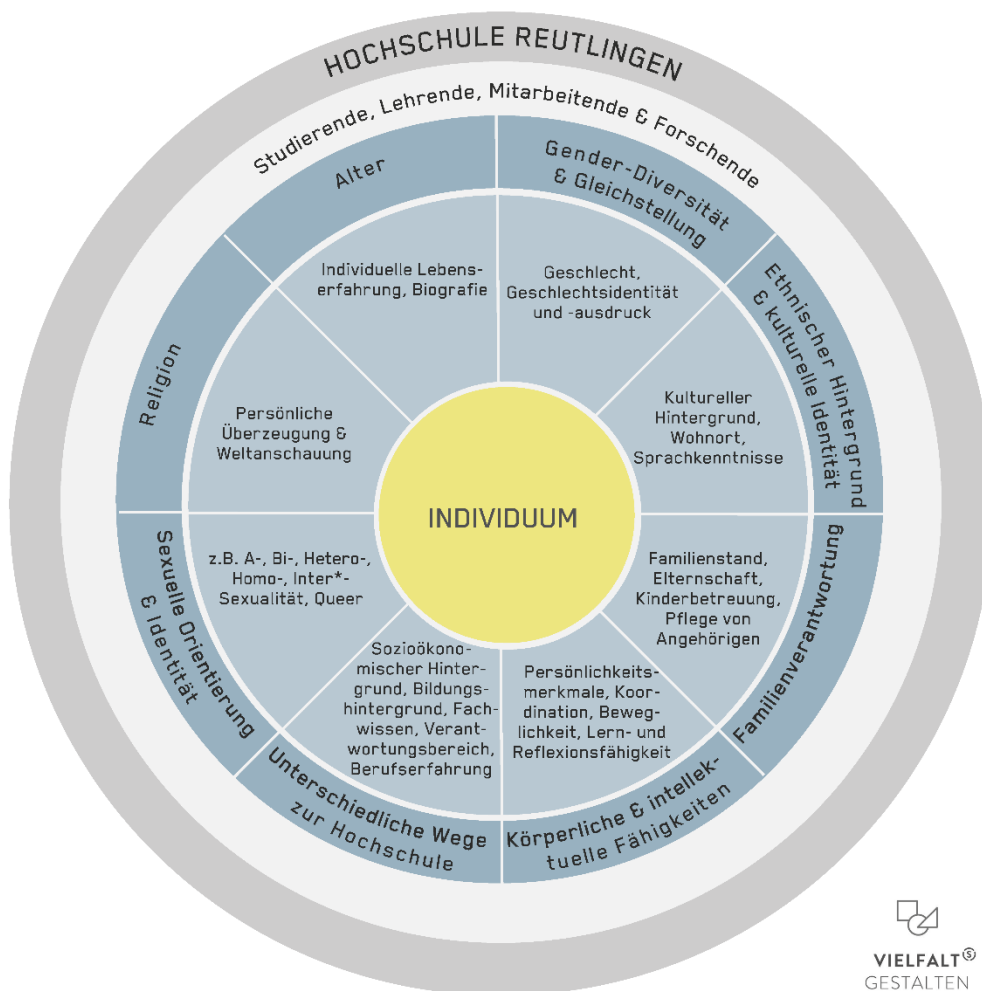 HOCHSCHULE REUTLINGEN
Studierende, Lehrende, Mitarbeitende & Forschende
Alter
Gender-Diversität
& Gleichstellung
Ethnischer Hintergrund
& kulturelle Identität
Familienverantwortung
Körperliche & intellek-
tuelle Fähigkeiten
Unterschiedliche Wege
zur Hochschule
Sexuelle Orientierung
& Identität
Religion
Individuelle Lebens-
erfahrung, Biografie
Geschlecht,
Geschlechtsidentität
und -ausdruck
Kultureller
Hintergrund,
Wohnort,
Sprachkenntnisse
Familienstand,
Elternschaft,
Kinderbetreuung,
Pflege von
Angehörigen
Persönlichkeits-
merkmale, Koor-
dination, Beweg-
lichkeit, Lern- und
Reflexionsfähigkeit
Sozioökono-
mischer Hinter-
grund, Bildungs-
hintergrund, Fach-
wissen, Verant-
wortungsbereich,
Berufserfahrung
z.B. A-, Bi-, Hetero-,
Homo-, Inter*-
Sexualität, Queer
Persönliche
Überzeugung &
Weltanschauung
INDIVIDUUM
VIELFALT Ⓢ
GESTALTEN